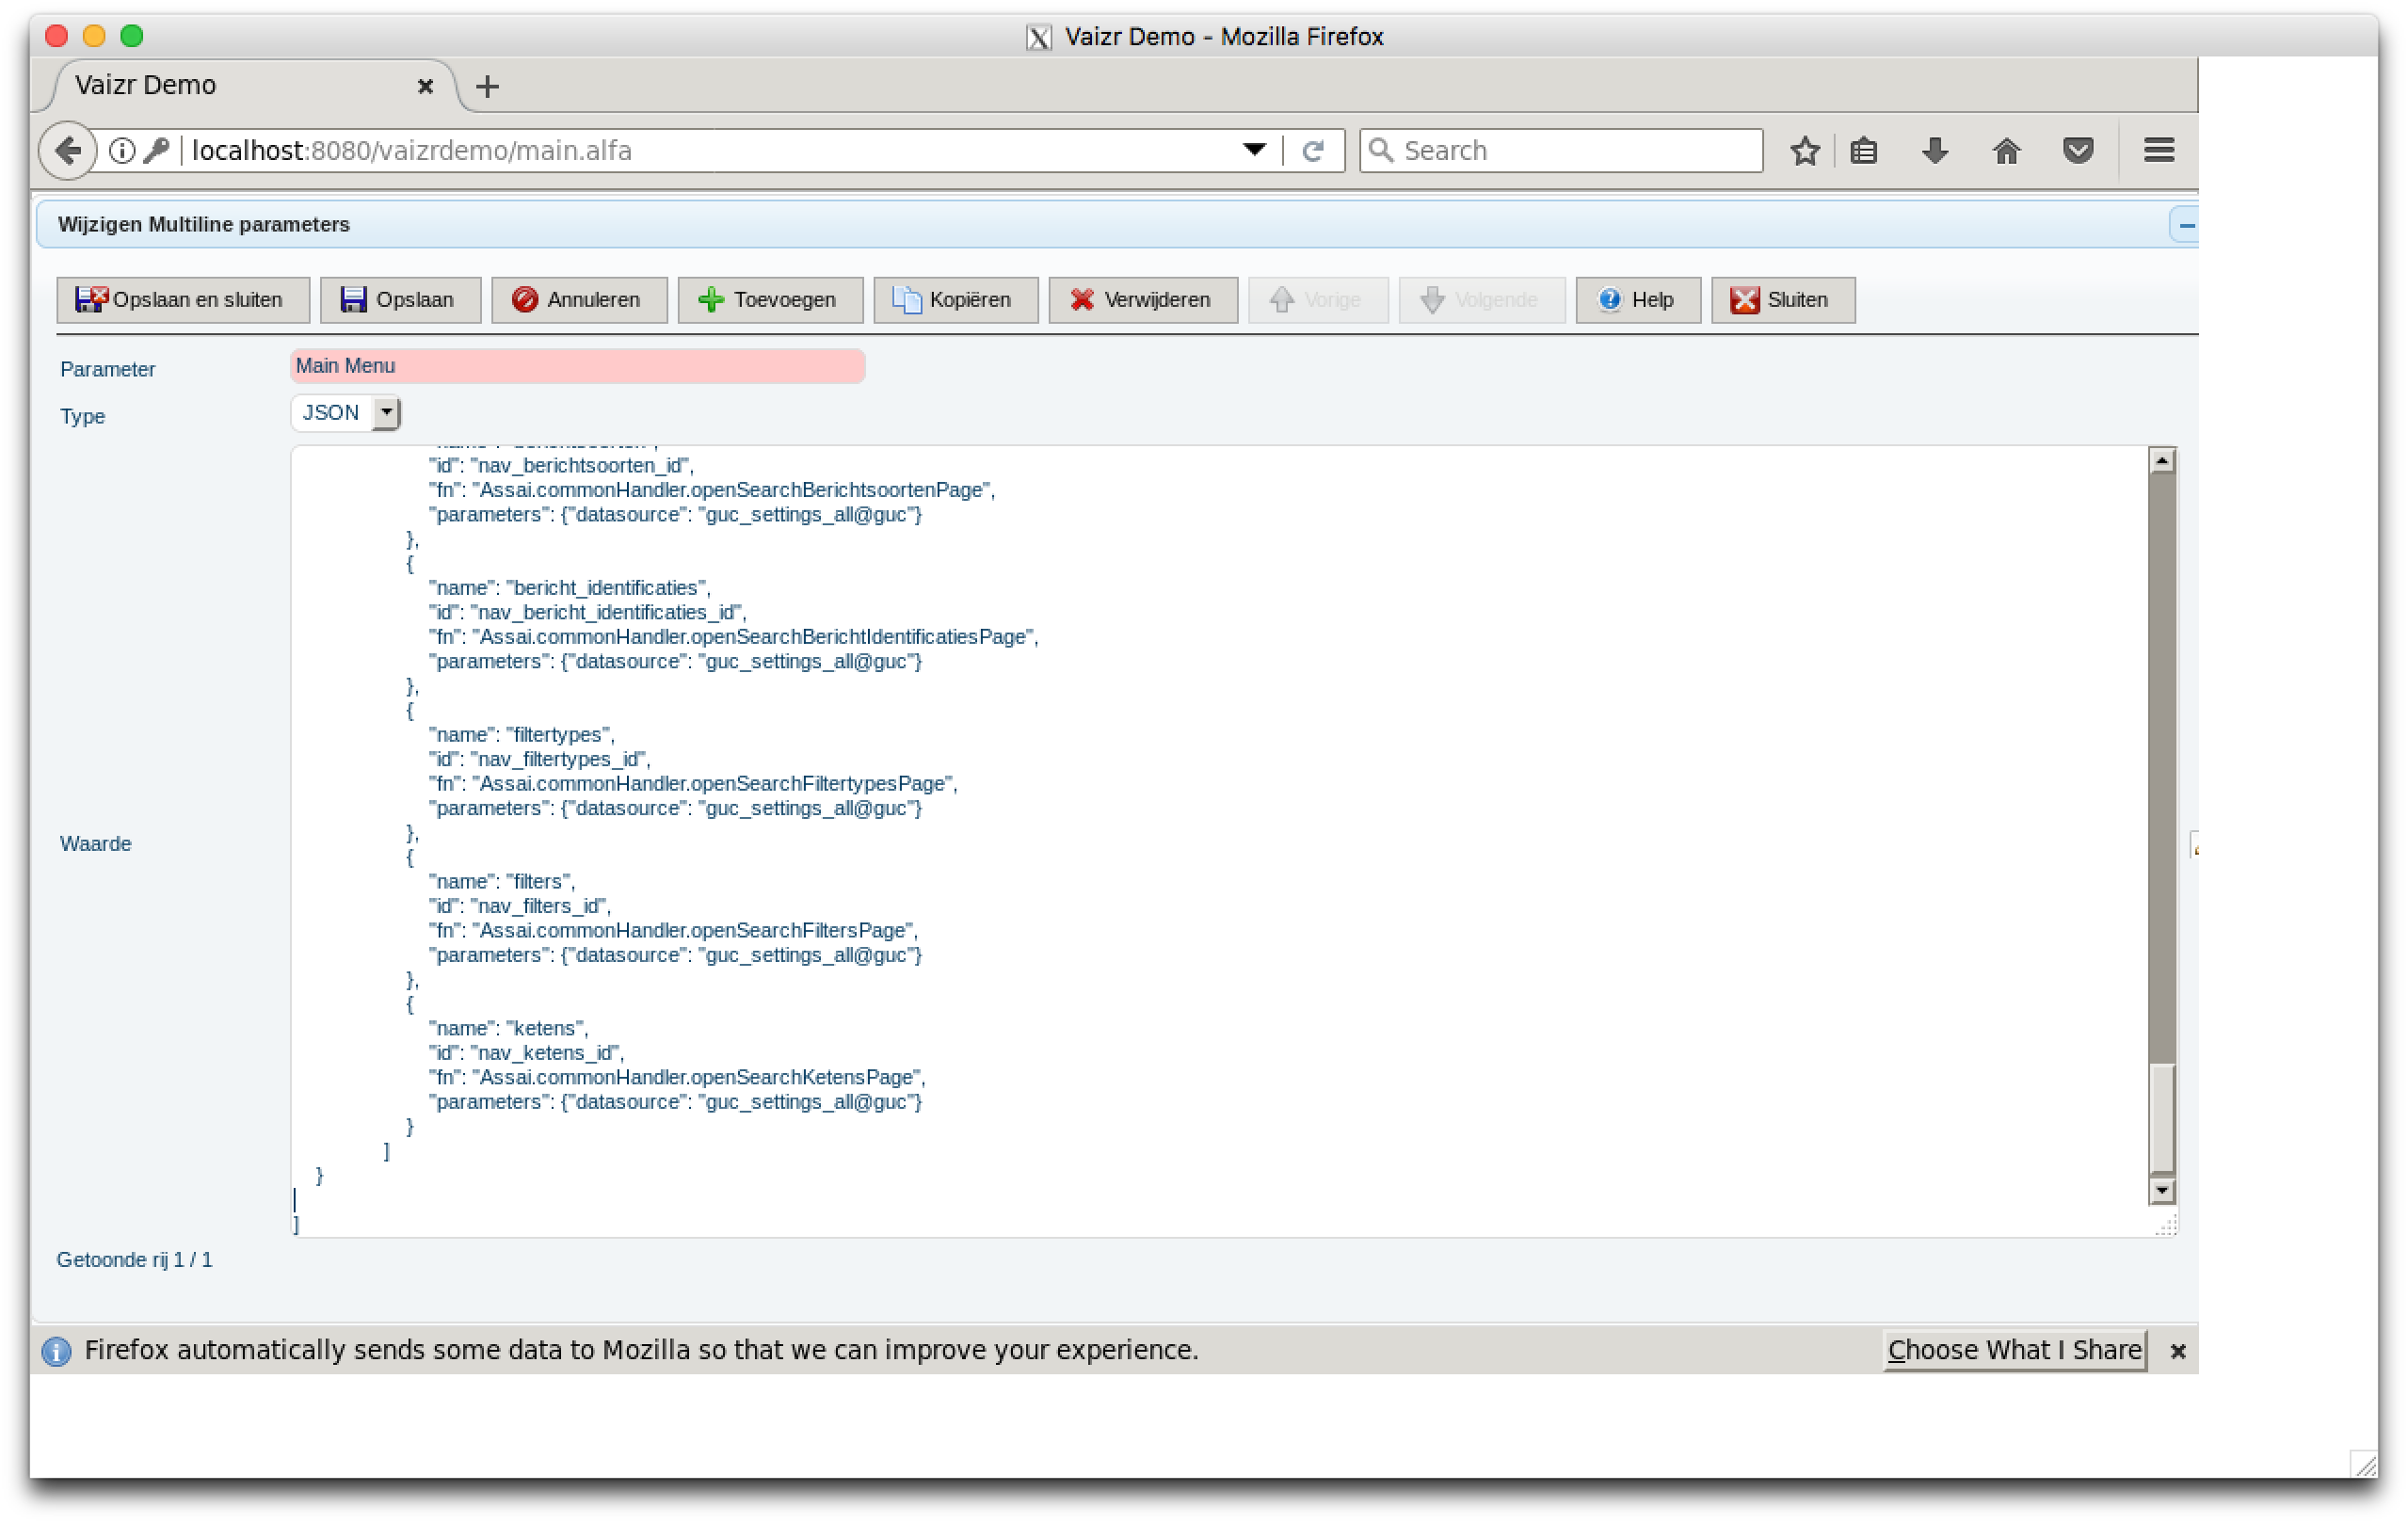 Vaizr Demo - Mozilla Firefox
Vaizr Demo
localhost:8080/vaizrdemo/main.alfa
Search
Wijzigen Multiline parameters
Opslaan en sluiten Opslaan Annuleren Toevoegen Kopiëren Verwijderen Vorige Volgende Help Sluiten
Parameter Main Menu
Type JSON
"id": "nav_berichtsoorten_id",
"fn": "Assai.commonHandler.openSearchBerichtsoortenPage",
"parameters": {"datasource": "guc_settings_all@guc"}
},
{
"name": "bericht_identificaties",
"id": "nav_bericht_identificaties_id",
"fn": "Assai.commonHandler.openSearchBerichtIdentificatiesPage",
"parameters": {"datasource": "guc_settings_all@guc"}
},
{
"name": "filtertypes",
"id": "nav_filtertypes_id",
"fn": "Assai.commonHandler.openSearchFiltertypesPage",
"parameters": {"datasource": "guc_settings_all@guc"}
},
Waarde
{
"name": "filters",
"id": "nav_filters_id",
"fn": "Assai.commonHandler.openSearchFiltersPage",
"parameters": {"datasource": "guc_settings_all@guc"}
},
{
"name": "ketens",
"id": "nav_ketens_id",
"fn": "Assai.commonHandler.openSearchKetensPage",
"parameters": {"datasource": "guc_settings_all@guc"}
}
]
}
]
Getoonde rij 1 / 1
Firefox automatically sends some data to Mozilla so that we can improve your experience.
Choose What I Share